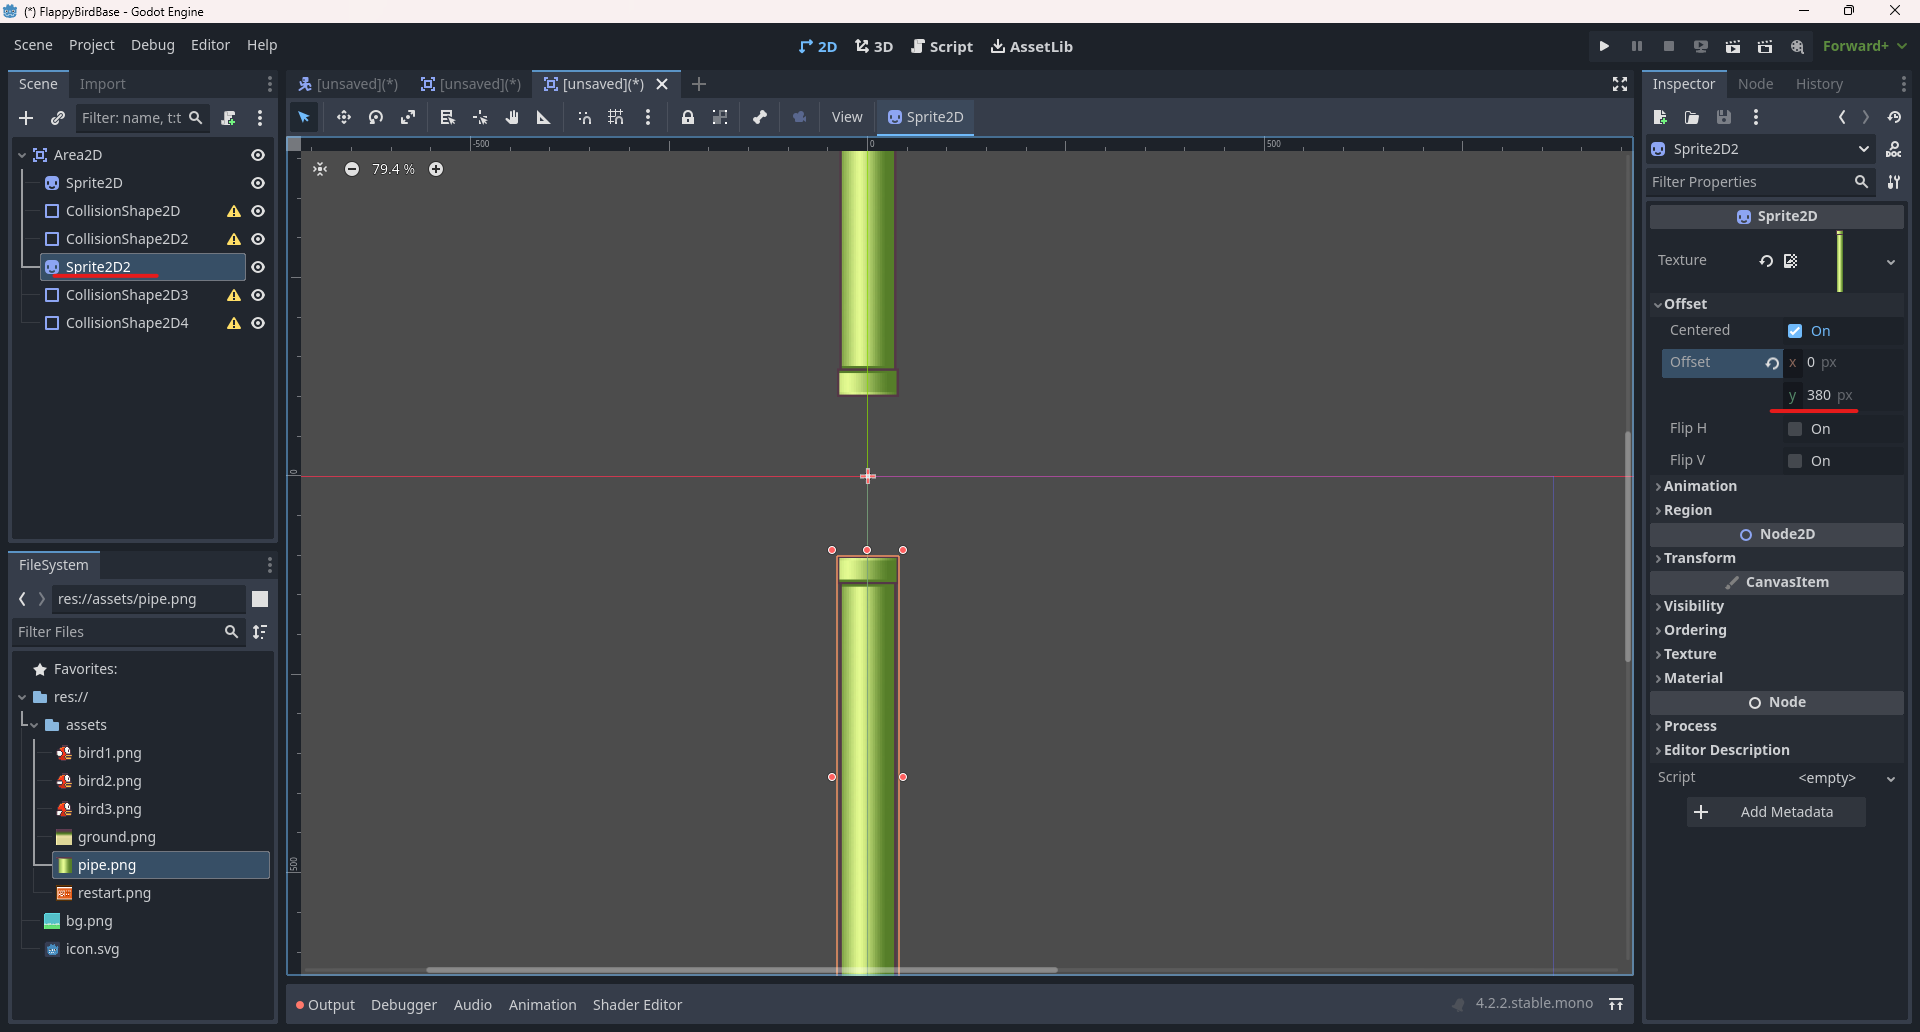 (*) FlappyBirdBase - Godot Engine
Scene Project Debug Editor Help
2D 3D Script AssetLib
Forward+
Scene Import
[unsaved](*) [unsaved](*) [unsaved](*)
Inspector Node History
Filter: name, t:t
View Sprite2D
-500 0 500
79.4 %
0
500
Area2D
Sprite2D
CollisionShape2D
CollisionShape2D2
Sprite2D2
CollisionShape2D3
CollisionShape2D4
FileSystem
res://assets/pipe.png
Filter Files
Favorites:
res://
assets
bird1.png
bird2.png
bird3.png
ground.png
pipe.png
restart.png
bg.png
icon.svg
Sprite2D2
Filter Properties
Sprite2D
Texture
Offset
Centered On
Offset x 0 px
y 380 px
Flip H On
Flip V On
Animation
Region
Node2D
Transform
CanvasItem
Visibility
Ordering
Texture
Material
Node
Process
Editor Description
Script <empty>
Add Metadata
Output Debugger Audio Animation Shader Editor
4.2.2.stable.mono